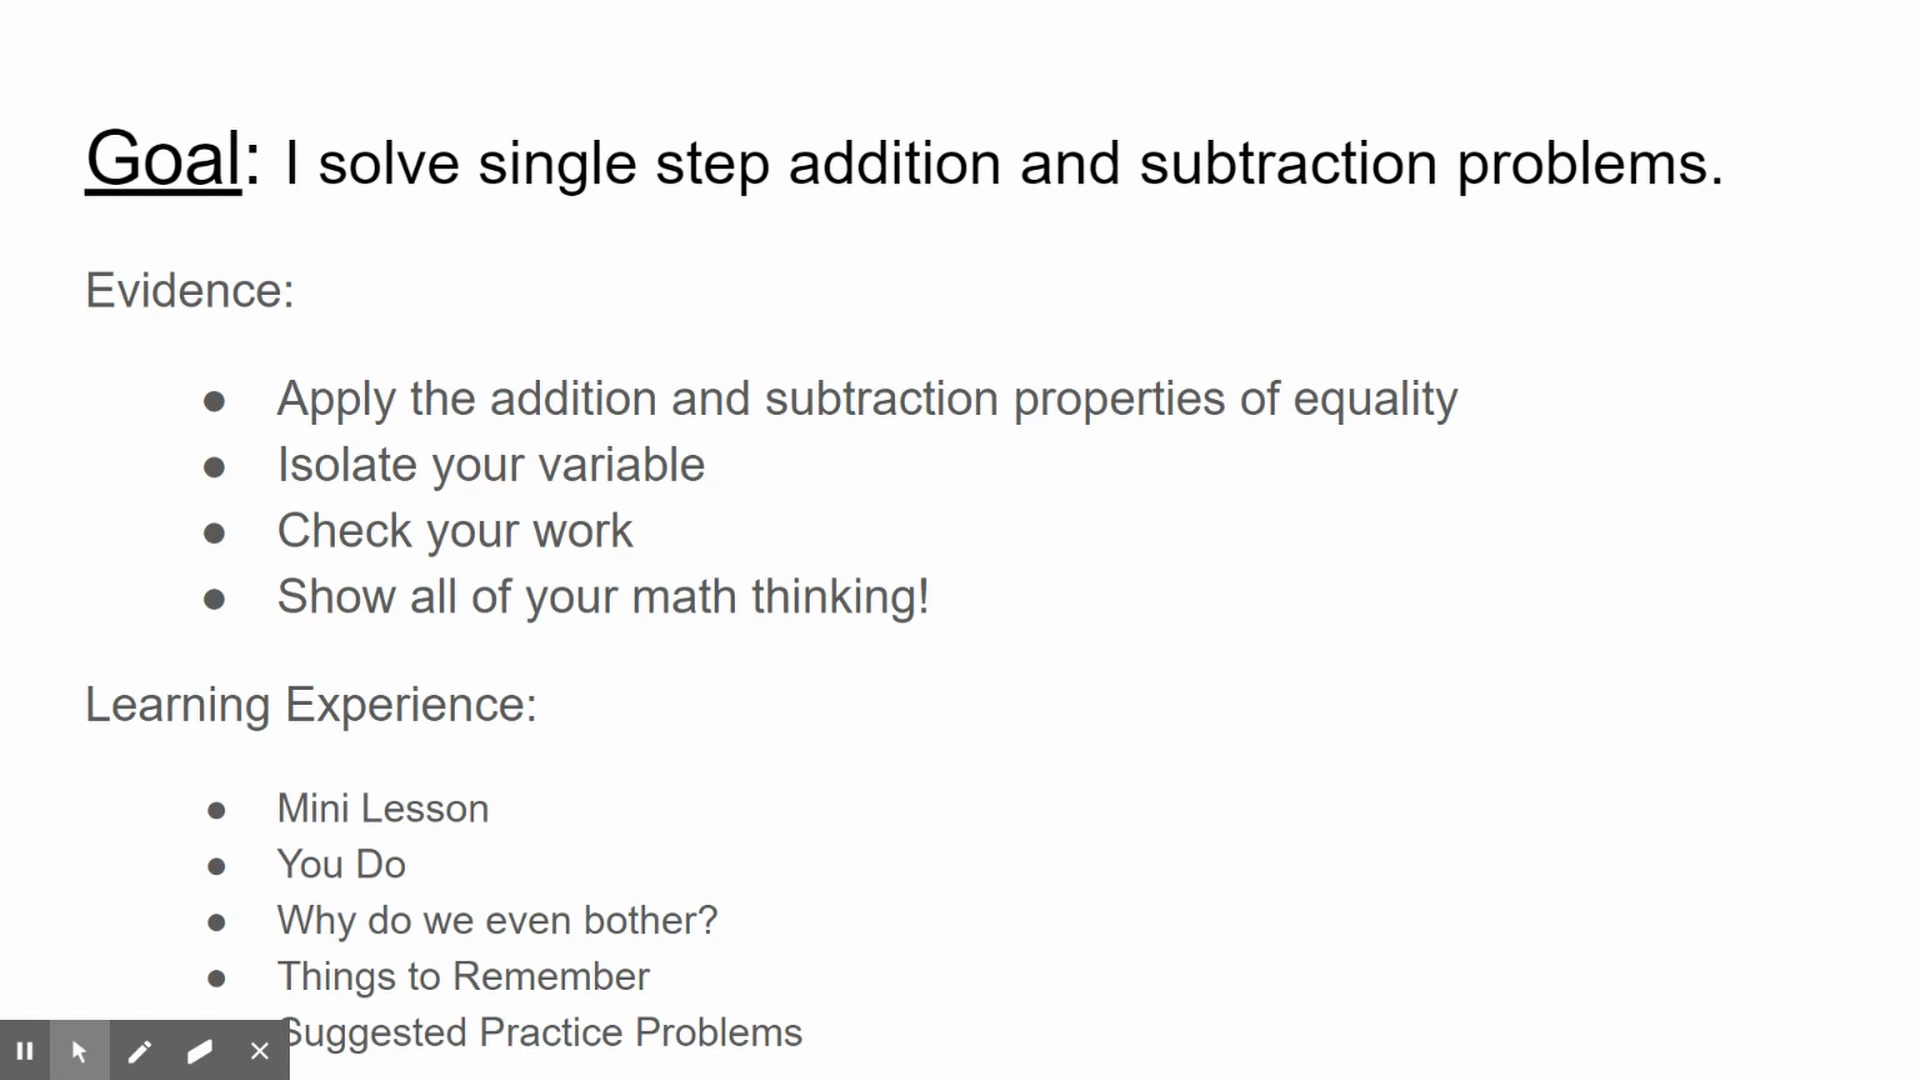 Goal: I solve single step addition and subtraction problems.
Evidence:
● Apply the addition and subtraction properties of equality
● Isolate your variable
● Check your work
● Show all of your math thinking!
Learning Experience:
● Mini Lesson
● You Do
● Why do we even bother?
● Things to Remember
Suggested Practice Problems